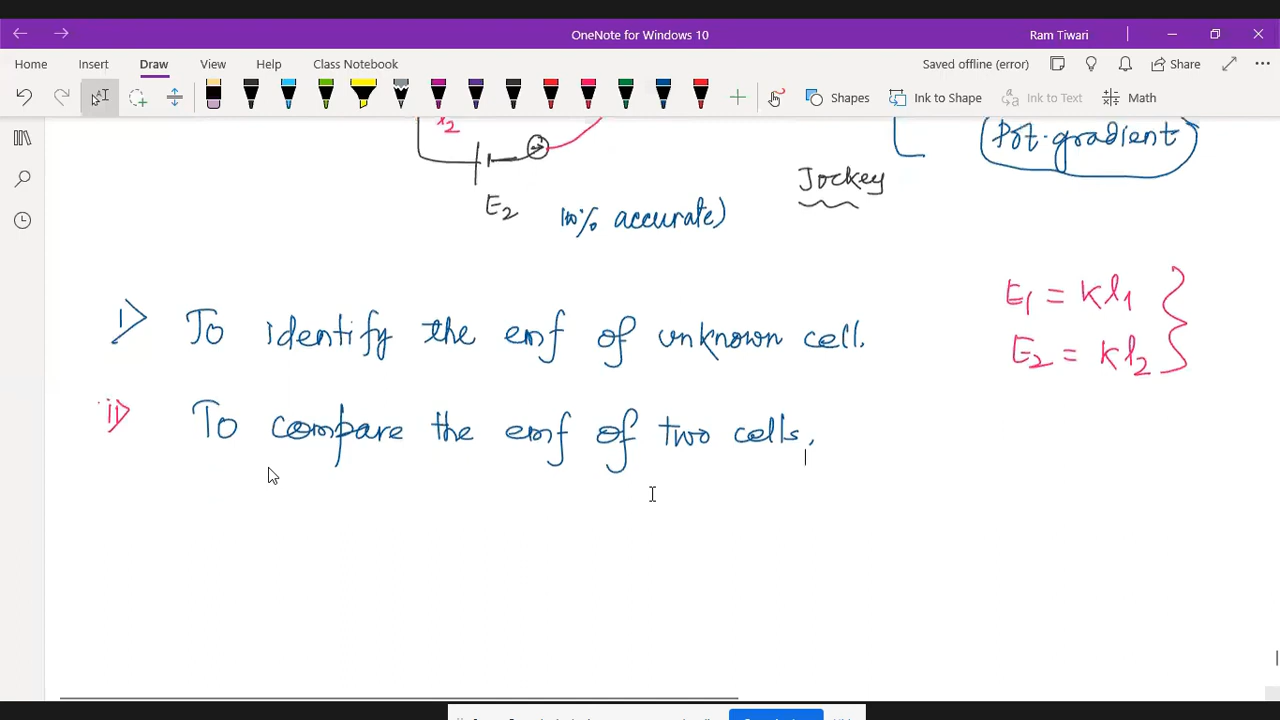 OneNote for Windows 10
Ram Tiwari
Home Insert Draw View Help Class Notebook
Saved offline (error) Share
Shapes Ink to Shape Ink to Text Math
Pot. gradient
Jockey
E2
100% accurate)
E1 = Kl1
E2 = Kl2
i> To identify the emf of unknown cell.
ii> To compare the emf of two cells,